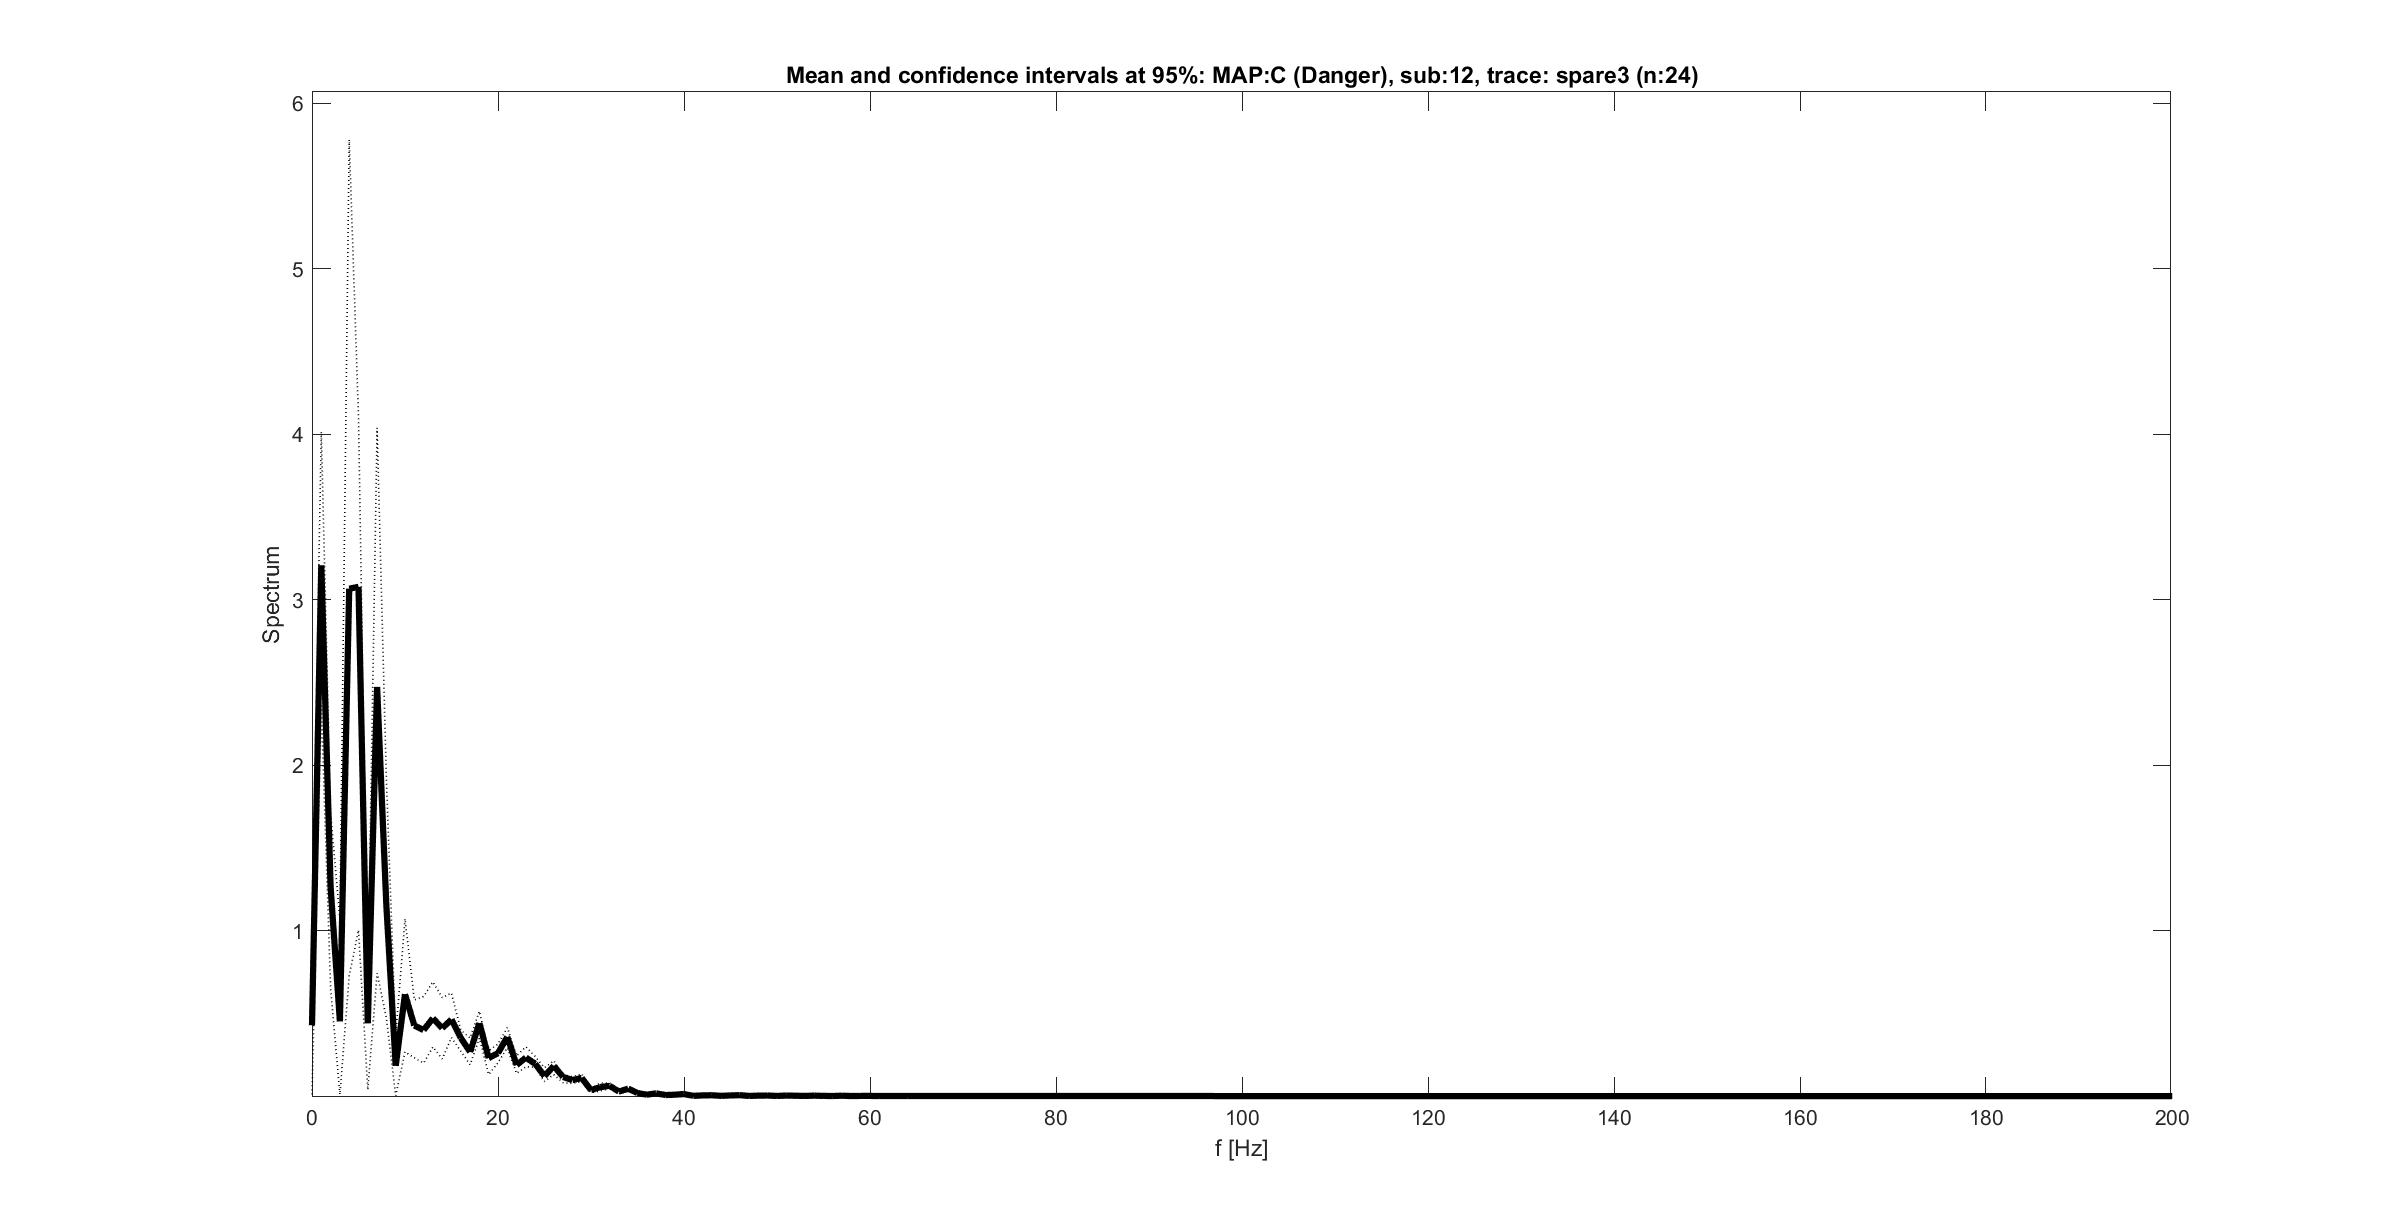 Mean and confidence intervals at 95%: MAP:C (Danger), sub:12, trace: spare3 (n:24)
6
5
4
3
2
1
Spectrum
0 20 40 60 80 100 120 140 160 180 200
f [Hz]